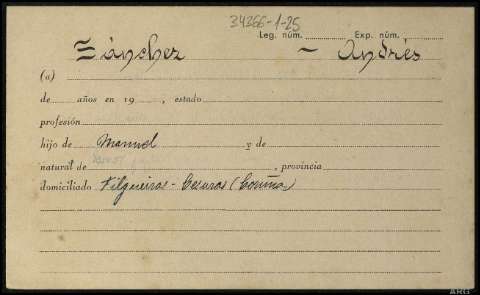 34266-1-25
Leg. núm. Exp. núm.
Sánchez - Andrés
(a)
de años en 19 , estado
profesión
hijo de Manuel y de
natural de , provincia
domiciliado Filgueiras - Cesuras (Coruña)